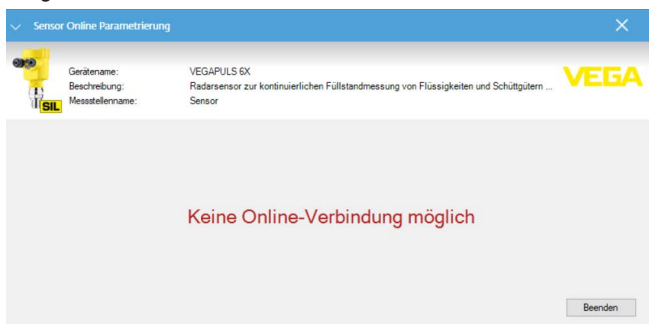 Sensor Online Parametrierung
Gerätename: VEGAPULS 6X
Beschreibung: Radarsensor zur kontinuierlichen Füllstandmessung von Flüssigkeiten und Schüttgütern ...
Messstellenname: Sensor
SIL
VEGA
Keine Online-Verbindung möglich
Beenden